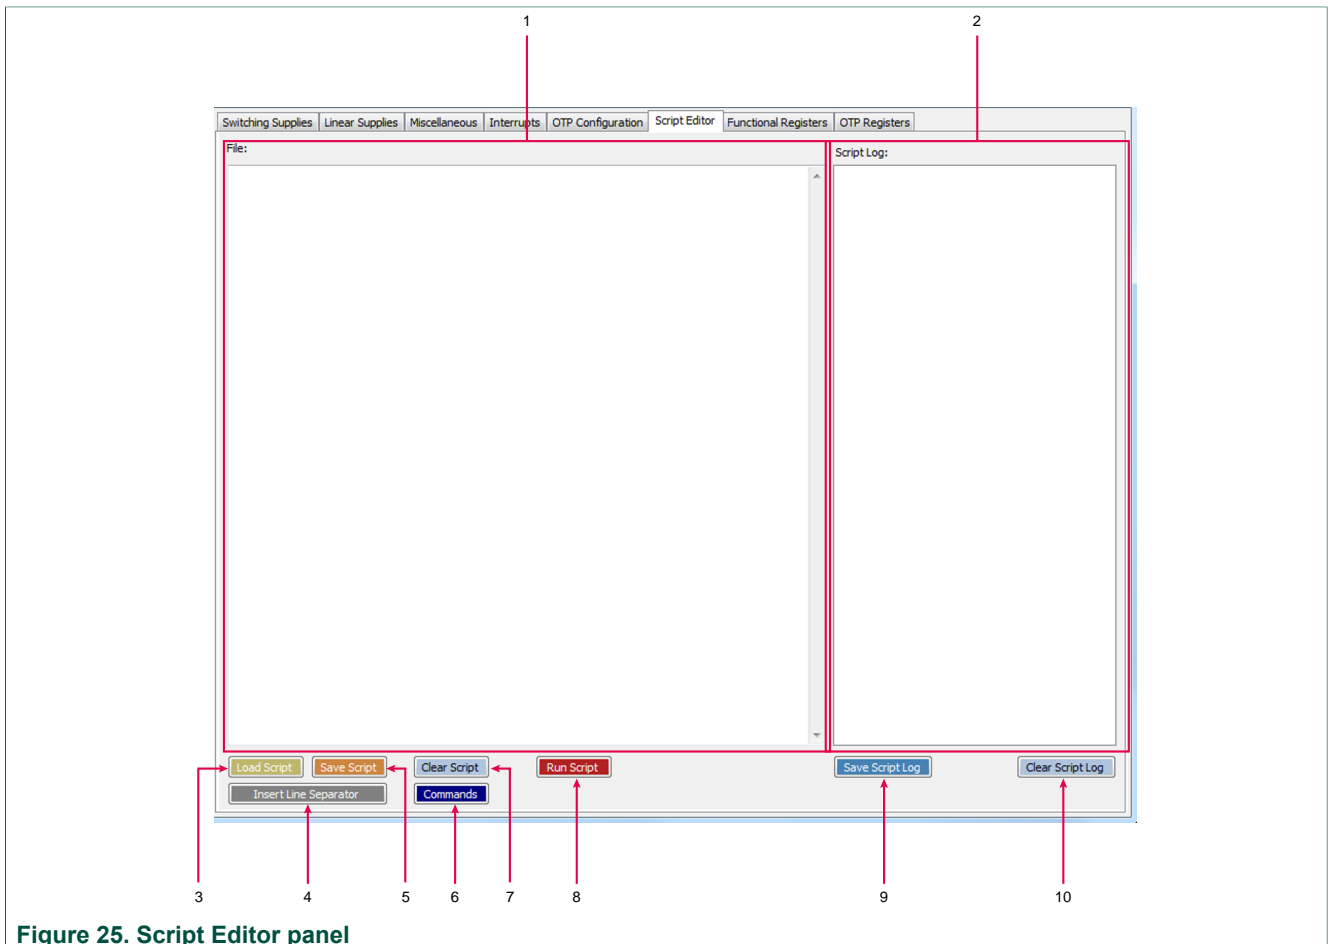 1 2
Switching Supplies Linear Supplies Miscellaneous Interrupts OTP Configuration Script Editor Functional Registers OTP Registers
File: Script Log:
Load Script Save Script Clear Script Run Script Save Script Log Clear Script Log
Insert Line Separator Commands
3 4 5 6 7 8 9 10
Figure 25. Script Editor panel